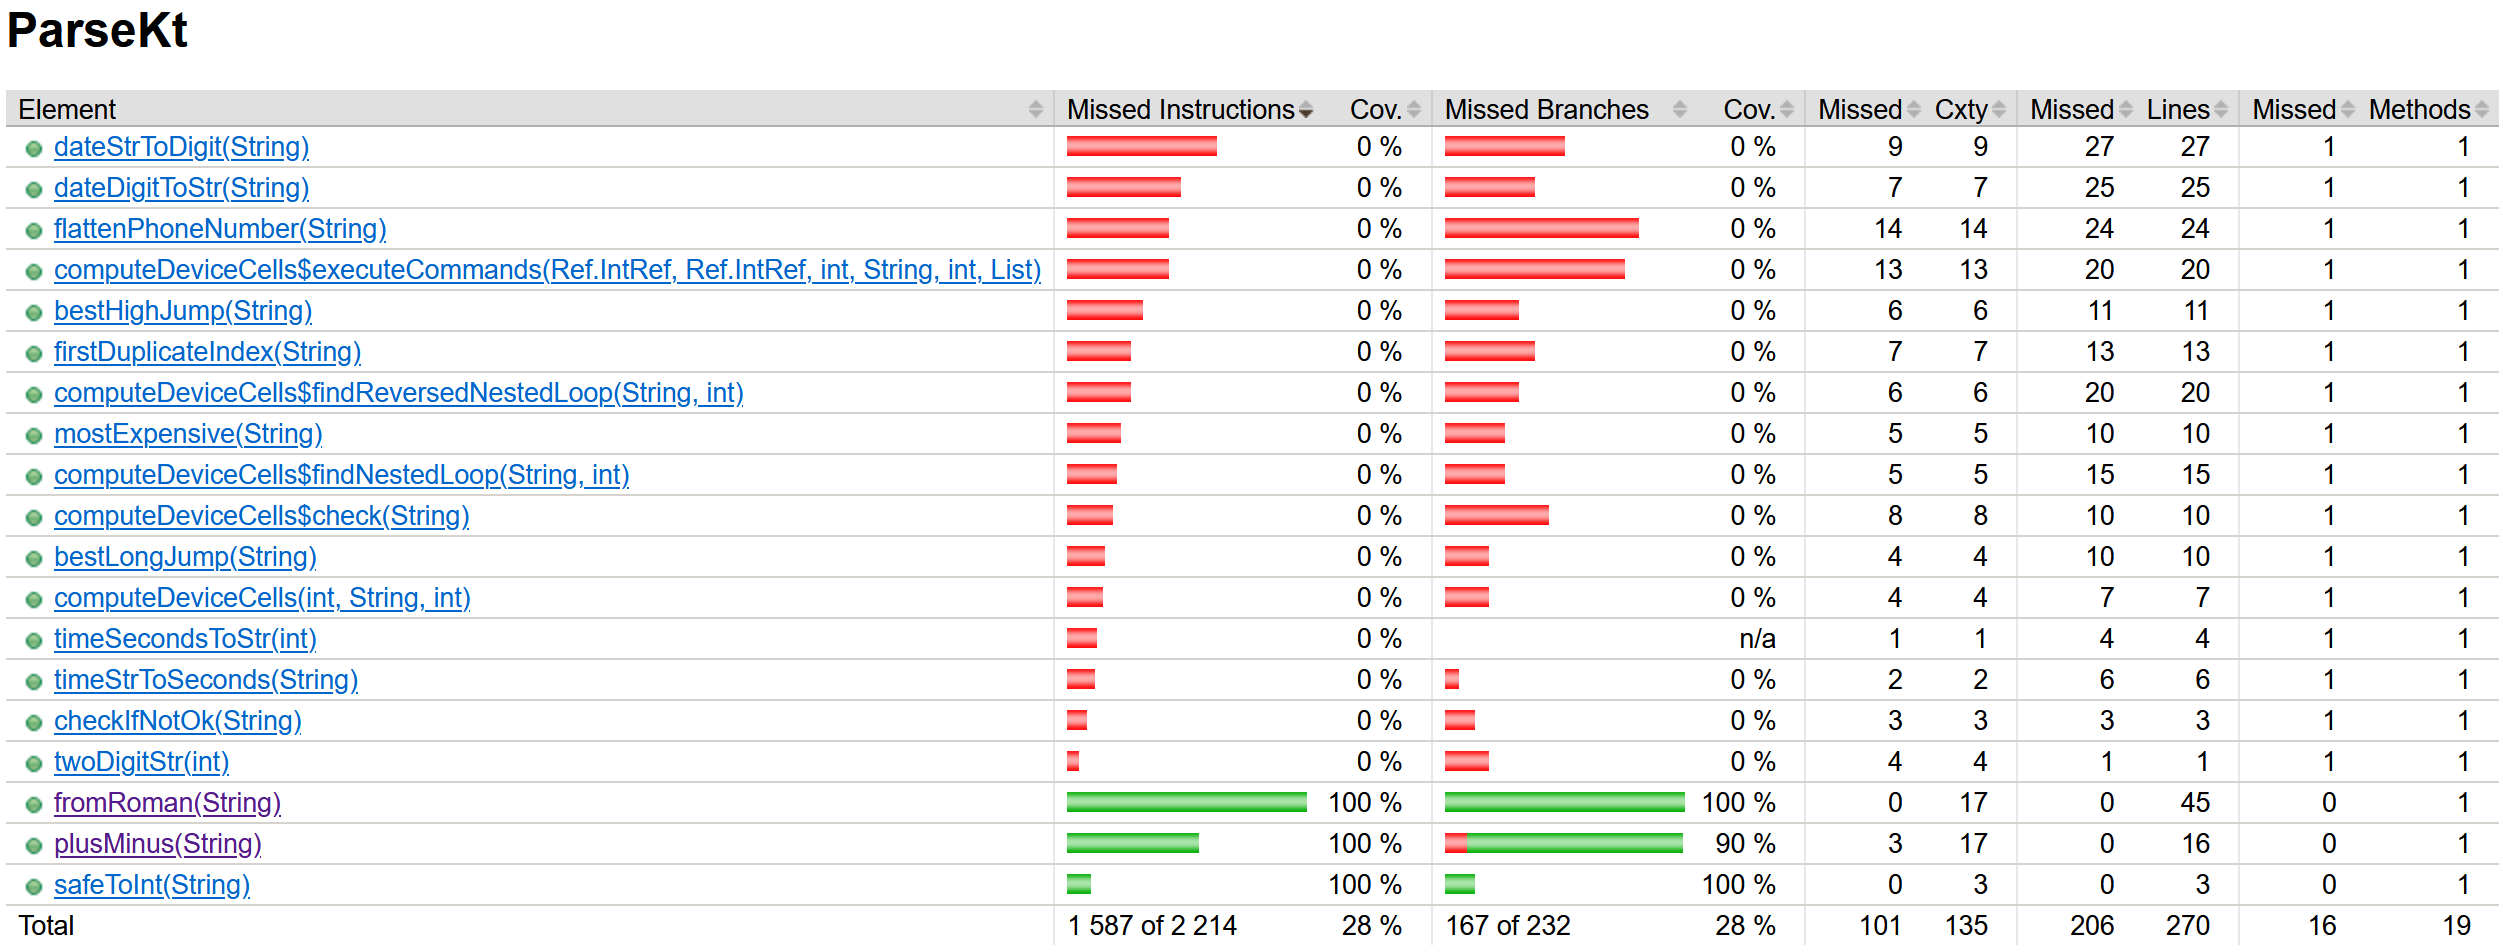 ParseKt
Element Missed Instructions Cov. Missed Branches Cov. Missed Cxty Missed Lines Missed Methods
dateStrToDigit(String) 0 % 0 % 9 9 27 27 1 1
dateDigitToStr(String) 0 % 0 % 7 7 25 25 1 1
flattenPhoneNumber(String) 0 % 0 % 14 14 24 24 1 1
computeDeviceCells$executeCommands(Ref.IntRef, Ref.IntRef, int, String, int, List) 0 % 0 % 13 13 20 20 1 1
bestHighJump(String) 0 % 0 % 6 6 11 11 1 1
firstDuplicateIndex(String) 0 % 0 % 7 7 13 13 1 1
computeDeviceCells$findReversedNestedLoop(String, int) 0 % 0 % 6 6 20 20 1 1
mostExpensive(String) 0 % 0 % 5 5 10 10 1 1
computeDeviceCells$findNestedLoop(String, int) 0 % 0 % 5 5 15 15 1 1
computeDeviceCells$check(String) 0 % 0 % 8 8 10 10 1 1
bestLongJump(String) 0 % 0 % 4 4 10 10 1 1
computeDeviceCells(int, String, int) 0 % 0 % 4 4 7 7 1 1
timeSecondsToStr(int) 0 % n/a 1 1 4 4 1 1
timeStrToSeconds(String) 0 % 0 % 2 2 6 6 1 1
checkIfNotOk(String) 0 % 0 % 3 3 3 3 1 1
twoDigitStr(int) 0 % 0 % 4 4 1 1 1 1
fromRoman(String) 100 % 100 % 0 17 0 45 0 1
plusMinus(String) 100 % 90 % 3 17 0 16 0 1
safeToInt(String) 100 % 100 % 0 3 0 3 0 1
Total 1 587 of 2 214 28 % 167 of 232 28 % 101 135 206 270 16 19